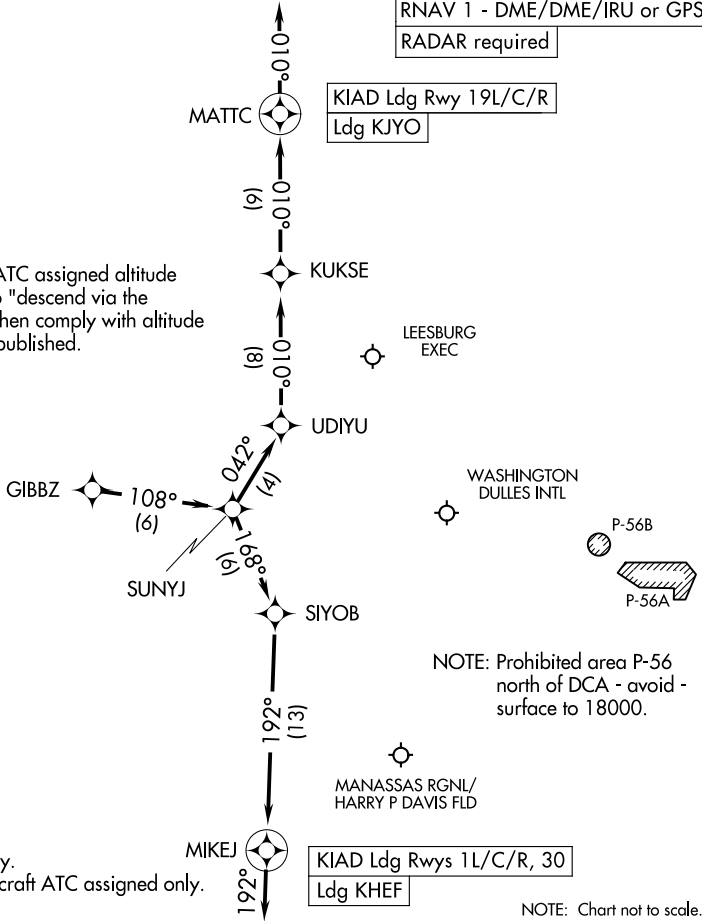 RNAV 1 - DME/DME/IRU or GPS
RADAR required
010°
MATTC
KIAD Ldg Rwy 19L/C/R
Ldg KJYO
010°
(9)
KUKSE
ATC assigned altitude
"descend via the
then comply with altitude
published.
LEESBURG
EXEC
010°
(8)
UDIYU
042°
(4)
GIBBZ
108°
(6)
WASHINGTON
DULLES INTL
P-56B
P-56A
SUNYJ
168°
(6)
SIYOB
NOTE: Prohibited area P-56
north of DCA - avoid -
surface to 18000.
192°
(13)
MANASSAS RGNL/
HARRY P DAVIS FLD
MIKEJ
KIAD Ldg Rwys 1L/C/R, 30
Ldg KHEF
y.
craft ATC assigned only.
192°
NOTE: Chart not to scale.